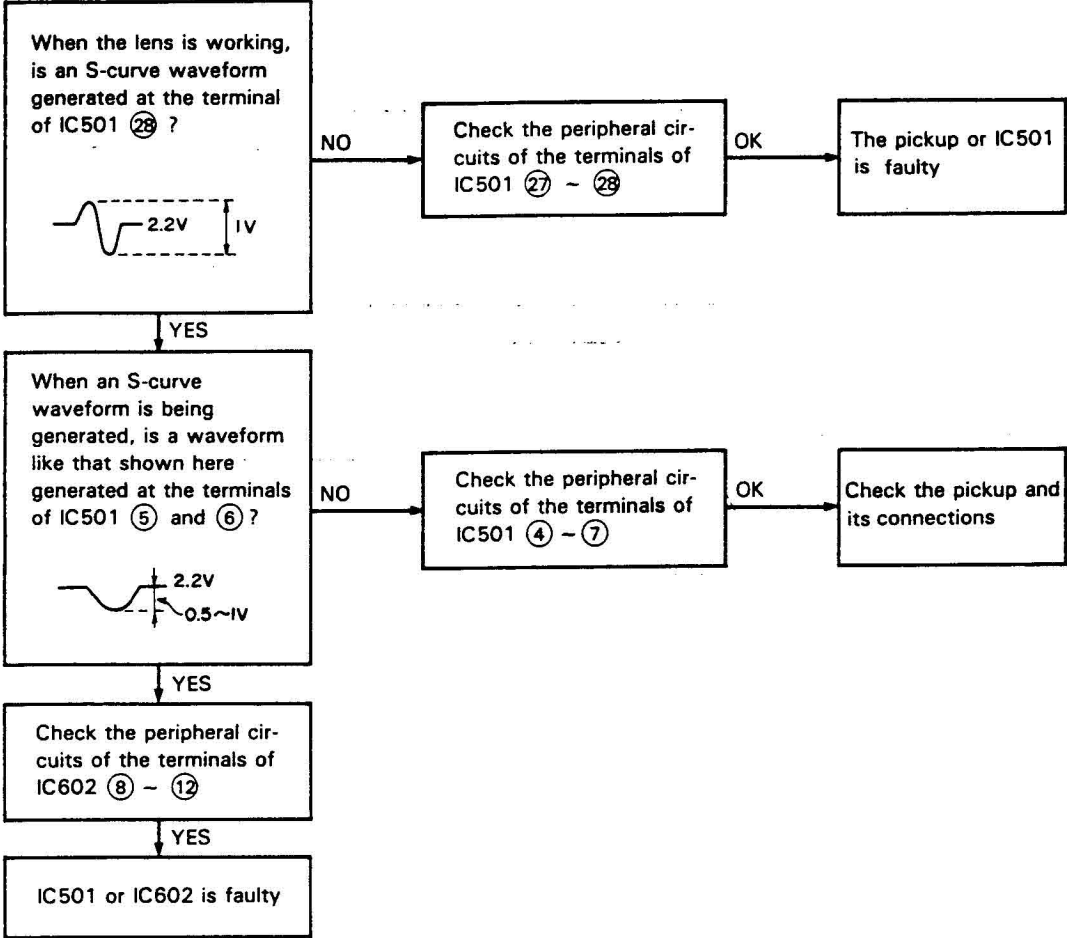 When the lens is working,
is an S-curve waveform
generated at the terminal
of IC501 ㉘ ?
2.2V
1V
NO
Check the peripheral cir-
cuits of the terminals of
IC501 ㉗ ~ ㉘
OK
The pickup or IC501
is faulty
YES
When an S-curve
waveform is being
generated, is a waveform
like that shown here
generated at the terminals
of IC501 ⑤ and ⑥ ?
2.2V
0.5~1V
NO
Check the peripheral cir-
cuits of the terminals of
IC501 ④ ~ ⑦
OK
Check the pickup and
its connections
YES
Check the peripheral cir-
cuits of the terminals of
IC602 ⑧ ~ ⑫
YES
IC501 or IC602 is faulty